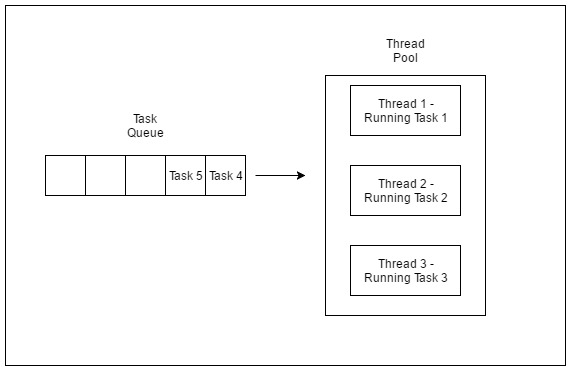 Thread
Pool
Thread 1 -
Running Task 1
Task
Queue
Task 5 Task 4
Thread 2 -
Running Task 2
Thread 3 -
Running Task 3